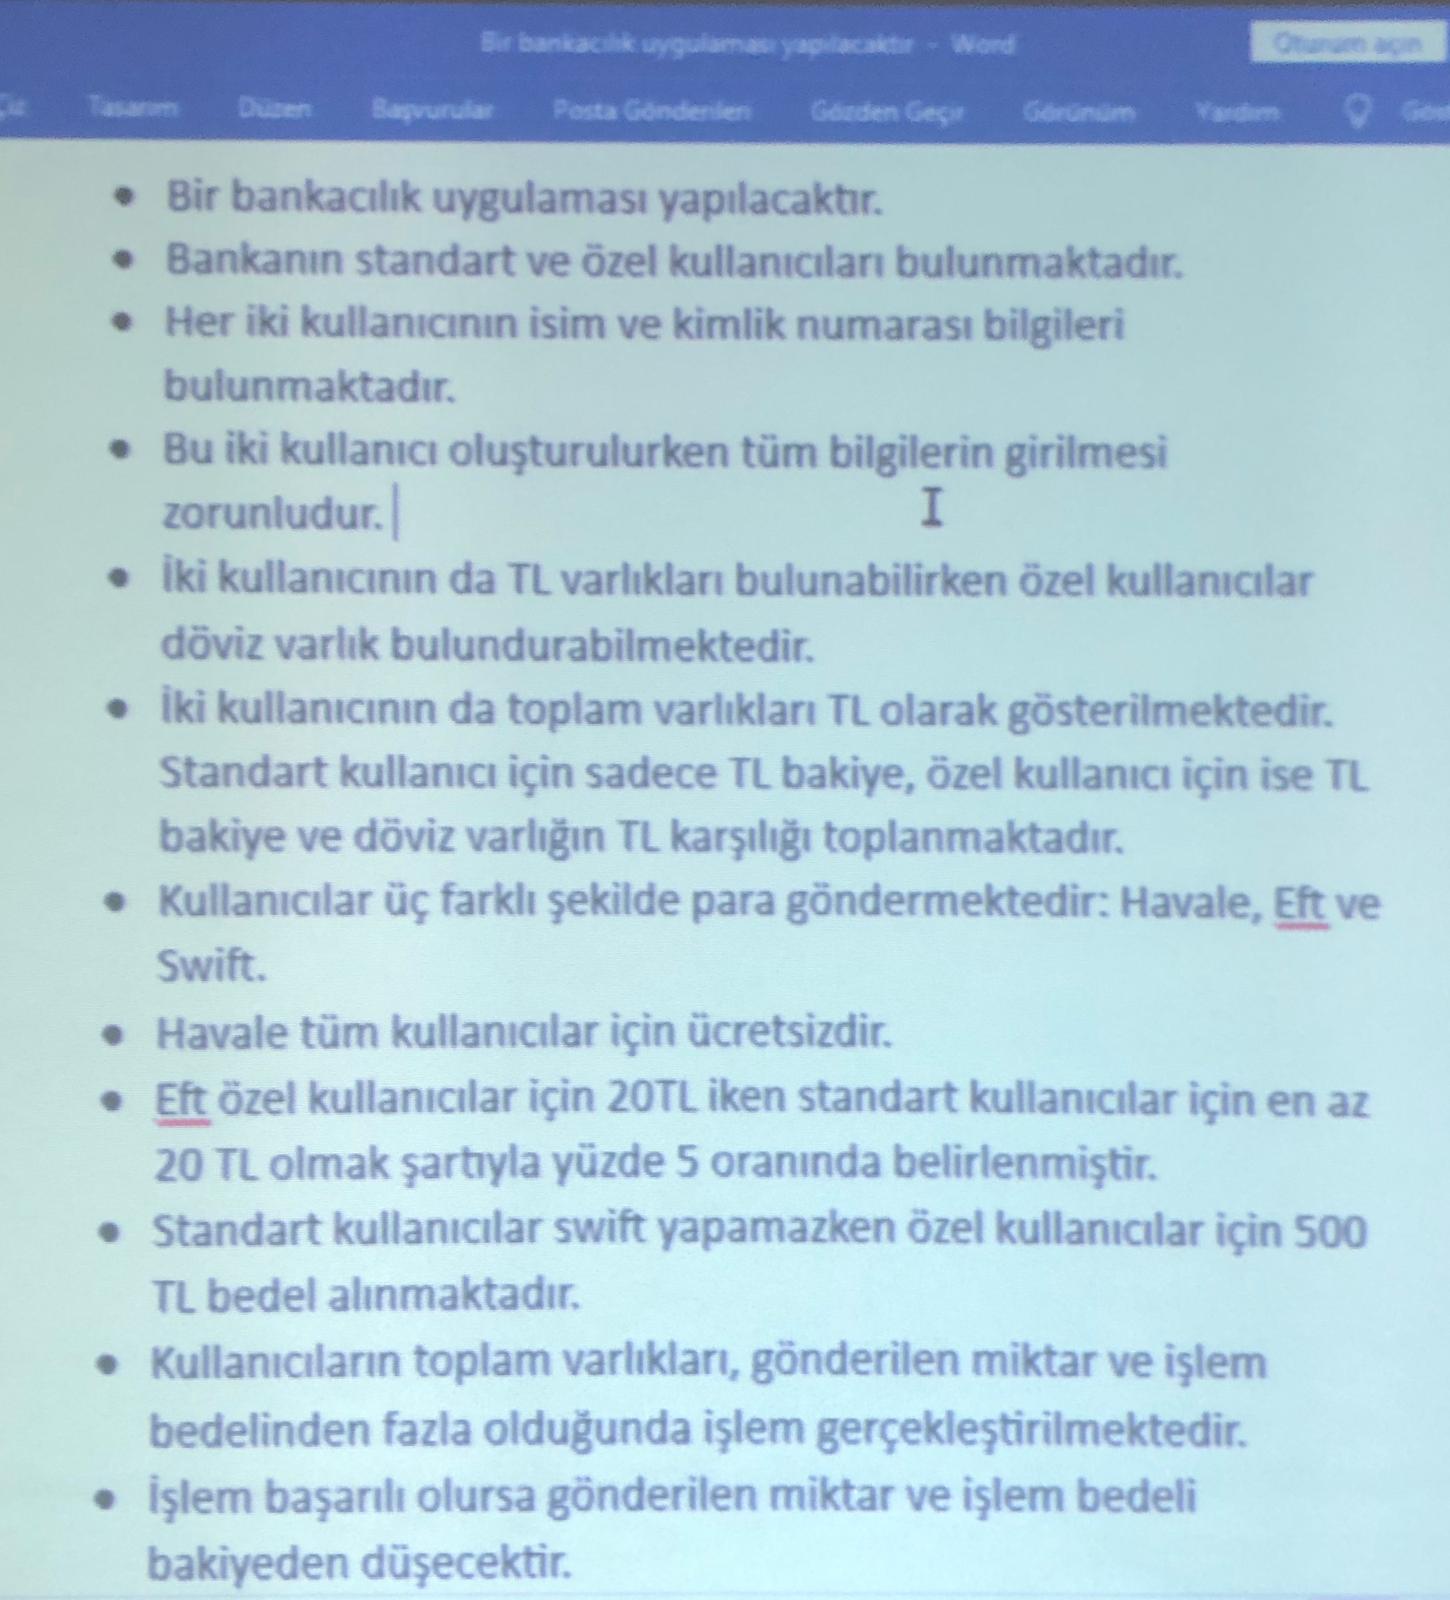 Bir bankacılık uygulaması yapılacaktır - Word
Oturum açın
Tasarım Düzen Başvurular Posta Gönderileri Gözden Geçir Görünüm Yardım
• Bir bankacılık uygulaması yapılacaktır.
• Bankanın standart ve özel kullanıcıları bulunmaktadır.
• Her iki kullanıcının isim ve kimlik numarası bilgileri
bulunmaktadır.
• Bu iki kullanıcı oluşturulurken tüm bilgilerin girilmesi
zorunludur.
• İki kullanıcının da TL varlıkları bulunabilirken özel kullanıcılar
döviz varlık bulundurabilmektedir.
• İki kullanıcının da toplam varlıkları TL olarak gösterilmektedir.
Standart kullanıcı için sadece TL bakiye, özel kullanıcı için ise TL
bakiye ve döviz varlığın TL karşılığı toplanmaktadır.
• Kullanıcılar üç farklı şekilde para göndermektedir: Havale, Eft ve
Swift.
• Havale tüm kullanıcılar için ücretsizdir.
• Eft özel kullanıcılar için 20TL iken standart kullanıcılar için en az
20 TL olmak şartıyla yüzde 5 oranında belirlenmiştir.
• Standart kullanıcılar swift yapamazken özel kullanıcılar için 500
TL bedel alınmaktadır.
• Kullanıcıların toplam varlıkları, gönderilen miktar ve işlem
bedelinden fazla olduğunda işlem gerçekleştirilmektedir.
• İşlem başarılı olursa gönderilen miktar ve işlem bedeli
bakiyeden düşecektir.